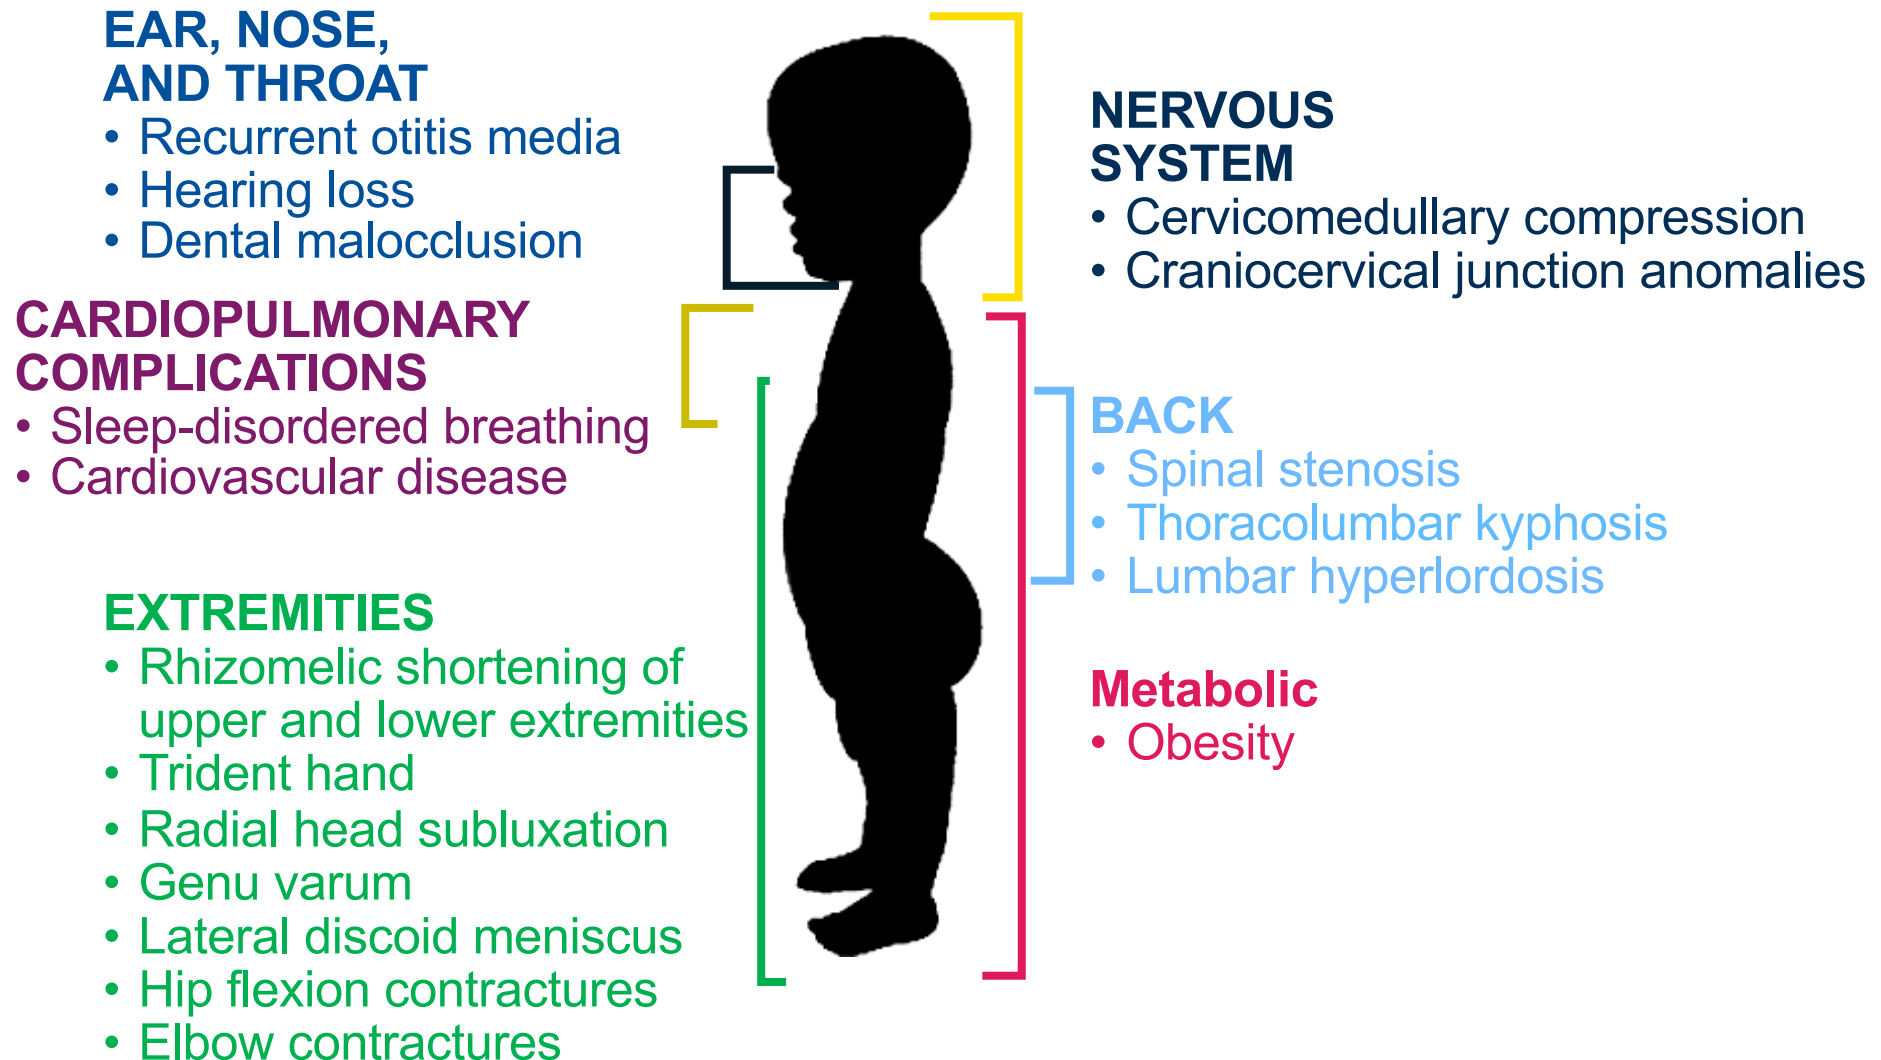 EAR, NOSE,
AND THROAT
• Recurrent otitis media
• Hearing loss
• Dental malocclusion
CARDIOPULMONARY
COMPLICATIONS
• Sleep-disordered breathing
• Cardiovascular disease
EXTREMITIES
• Rhizomelic shortening of
upper and lower extremities
• Trident hand
• Radial head subluxation
• Genu varum
• Lateral discoid meniscus
• Hip flexion contractures
• Elbow contractures
NERVOUS
SYSTEM
• Cervicomedullary compression
• Craniocervical junction anomalies
BACK
• Spinal stenosis
• Thoracolumbar kyphosis
• Lumbar hyperlordosis
Metabolic
• Obesity